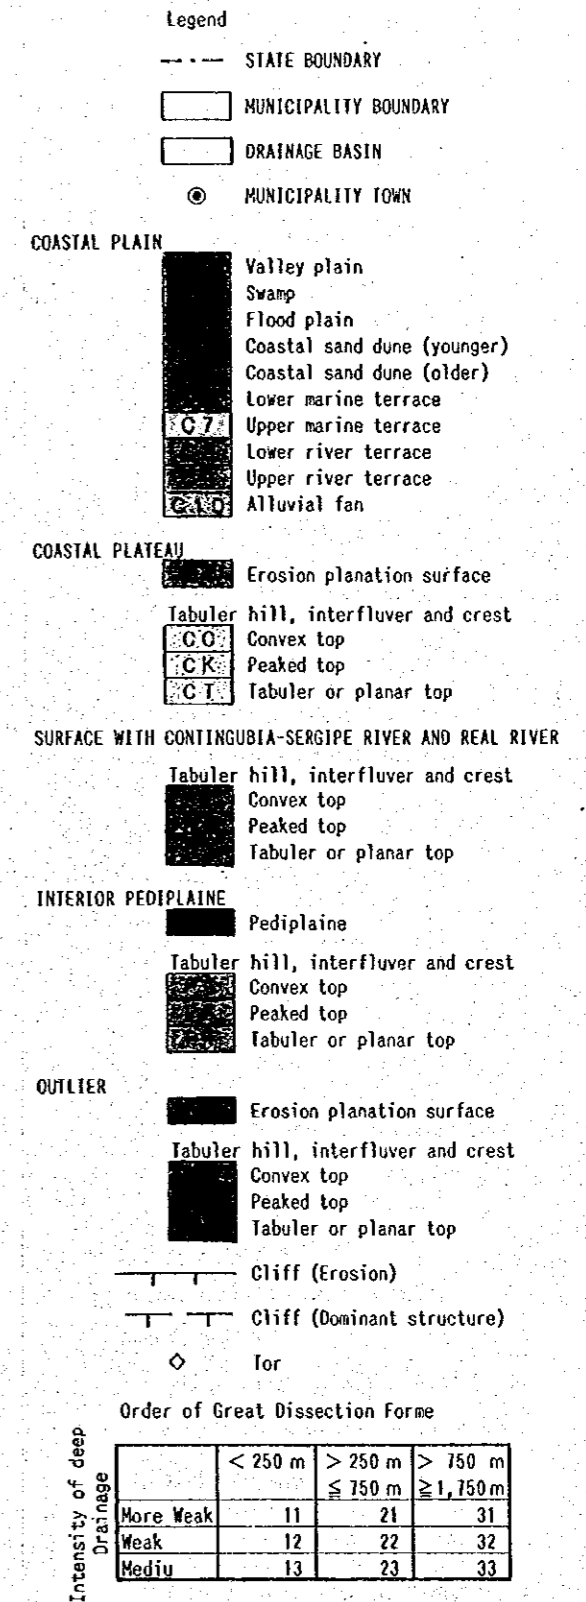 Legend
STATE BOUNDARY
MUNICIPALITY BOUNDARY
DRAINAGE BASIN
MUNICIPALITY TOWN
COASTAL PLAIN
Valley plain
Swamp
Flood plain
Coastal sand dune (younger)
Coastal sand dune (older)
Lower marine terrace
C7 Upper marine terrace
Lower river terrace
Upper river terrace
C10 Alluvial fan
COASTAL PLATEAU
Erosion planation surface
Tabuler hill, interfluver and crest
CO Convex top
CK Peaked top
CT Tabuler or planar top
SURFACE WITH CONTINGUBIA-SERGIPE RIVER AND REAL RIVER
Tabuler hill, interfluver and crest
Convex top
Peaked top
Tabuler or planar top
INTERIOR PEDIPLAINE
Pediplaine
Tabuler hill, interfluver and crest
Convex top
Peaked top
Tabuler or planar top
OUTLIER
Erosion planation surface
Tabuler hill, interfluver and crest
Convex top
Peaked top
Tabuler or planar top
Cliff (Erosion)
Cliff (Dominant structure)
Tor
Order of Great Dissection Forme
Intensity of deep
Drainage
< 250 m > 250 m > 750 m
≦ 750 m ≧1,750m
More Weak 11 21 31
Weak 12 22 32
Mediu 13 23 33